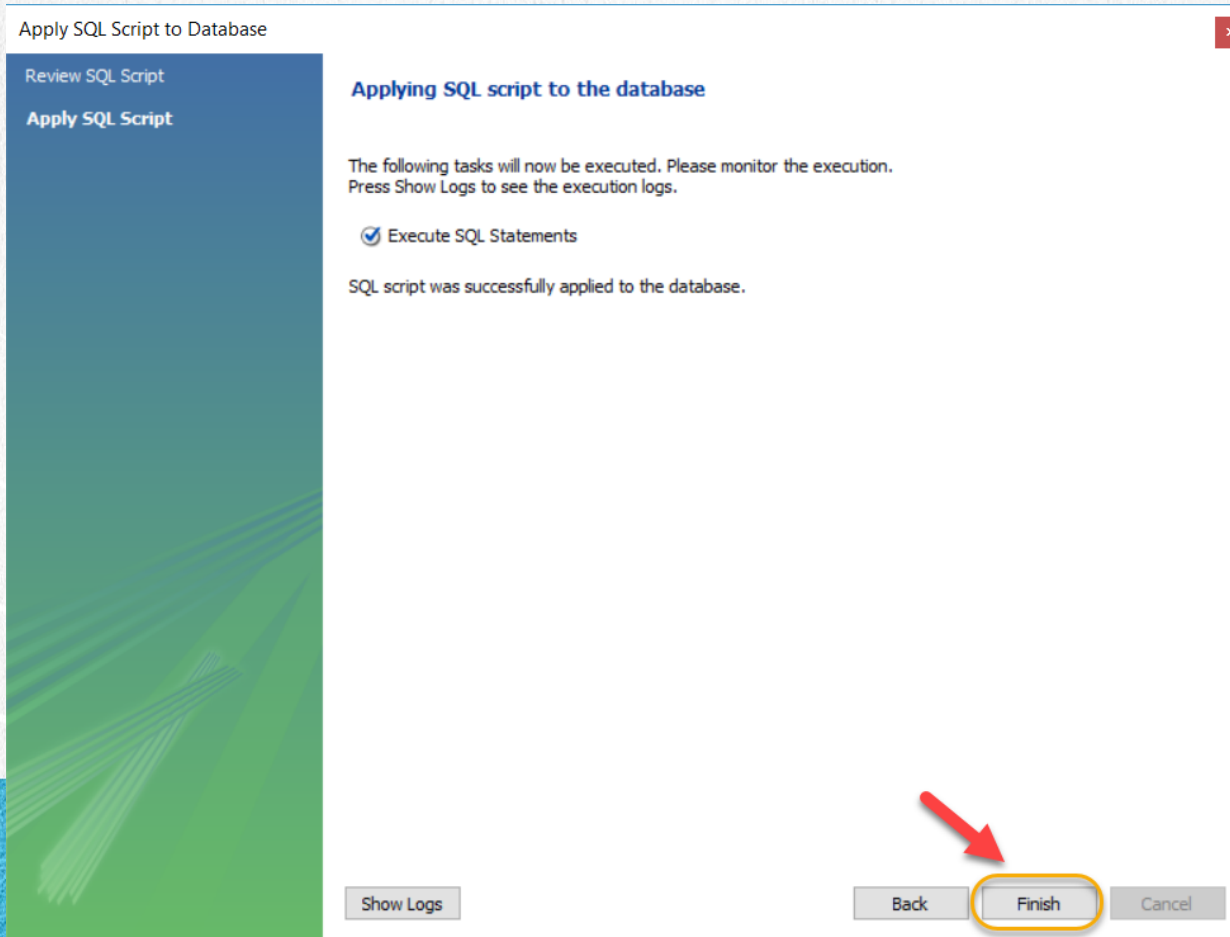 Apply SQL Script to Database
Review SQL Script
Apply SQL Script
Applying SQL script to the database
The following tasks will now be executed. Please monitor the execution.
Press Show Logs to see the execution logs.
Execute SQL Statements
SQL script was successfully applied to the database.
Show Logs
Back
Finish
Cancel